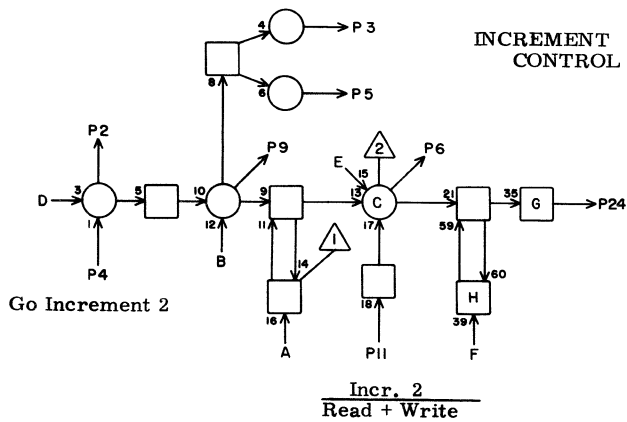 4
P3
INCREMENT
CONTROL
8
6
P5
P2
P9
2
P6
E
15
3
5
10
9
13
C
21
35
G
P24
D
1
12
11
17
59
1
P4
B
14
60
Go Increment 2
16
18
H
39
A
P11
F
Incr. 2
Read + Write